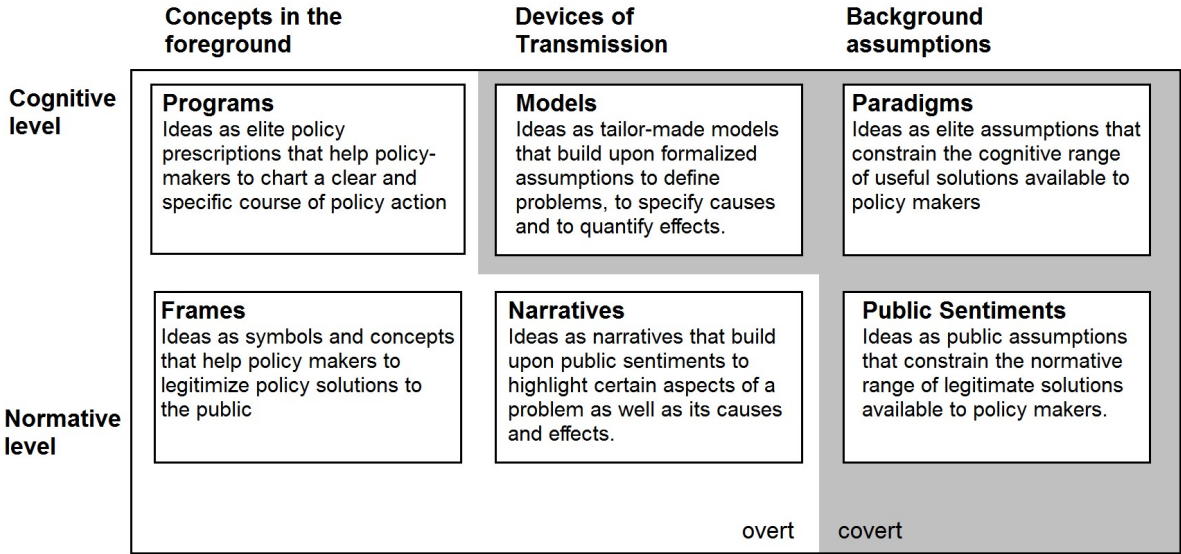 Concepts in the
foreground
Devices of
Transmission
Background
assumptions
Cognitive
level
Programs
Ideas as elite policy
prescriptions that help policy-
makers to chart a clear and
specific course of policy action
Models
Ideas as tailor-made models
that build upon formalized
assumptions to define
problems, to specify causes
and to quantify effects.
Paradigms
Ideas as elite assumptions that
constrain the cognitive range
of useful solutions available to
policy makers
Normative
level
Frames
Ideas as symbols and concepts
that help policy makers to
legitimize policy solutions to
the public
Narratives
Ideas as narratives that build
upon public sentiments to
highlight certain aspects of a
problem as well as its causes
and effects.
Public Sentiments
Ideas as public assumptions
that constrain the normative
range of legitimate solutions
available to policy makers.
overt
covert